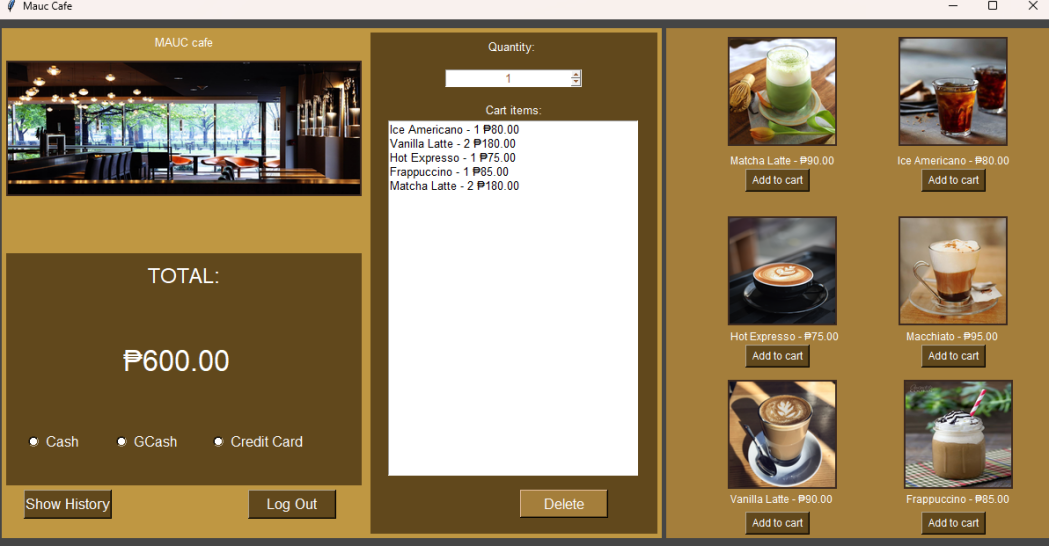 Mauc Cafe
MAUC cafe
TOTAL:
₱600.00
Cash
GCash
Credit Card
Show History
Log Out
Quantity:
1
Cart items:
Ice Americano - 1 ₱80.00
Vanilla Latte - 2 ₱180.00
Hot Expresso - 1 ₱75.00
Frappuccino - 1 ₱85.00
Matcha Latte - 2 ₱180.00
Delete
Matcha Latte - ₱90.00
Add to cart
Ice Americano - ₱80.00
Add to cart
Hot Expresso - ₱75.00
Add to cart
Macchiato - ₱95.00
Add to cart
Vanilla Latte - ₱90.00
Add to cart
Frappuccino - ₱85.00
Add to cart